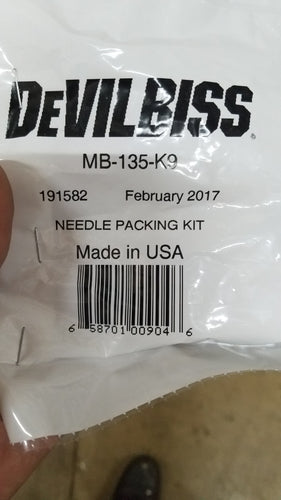 DeVILBISS
MB-135-K9
191582 February 2017
NEEDLE PACKING KIT
Made in USA
6 58701 00904 6